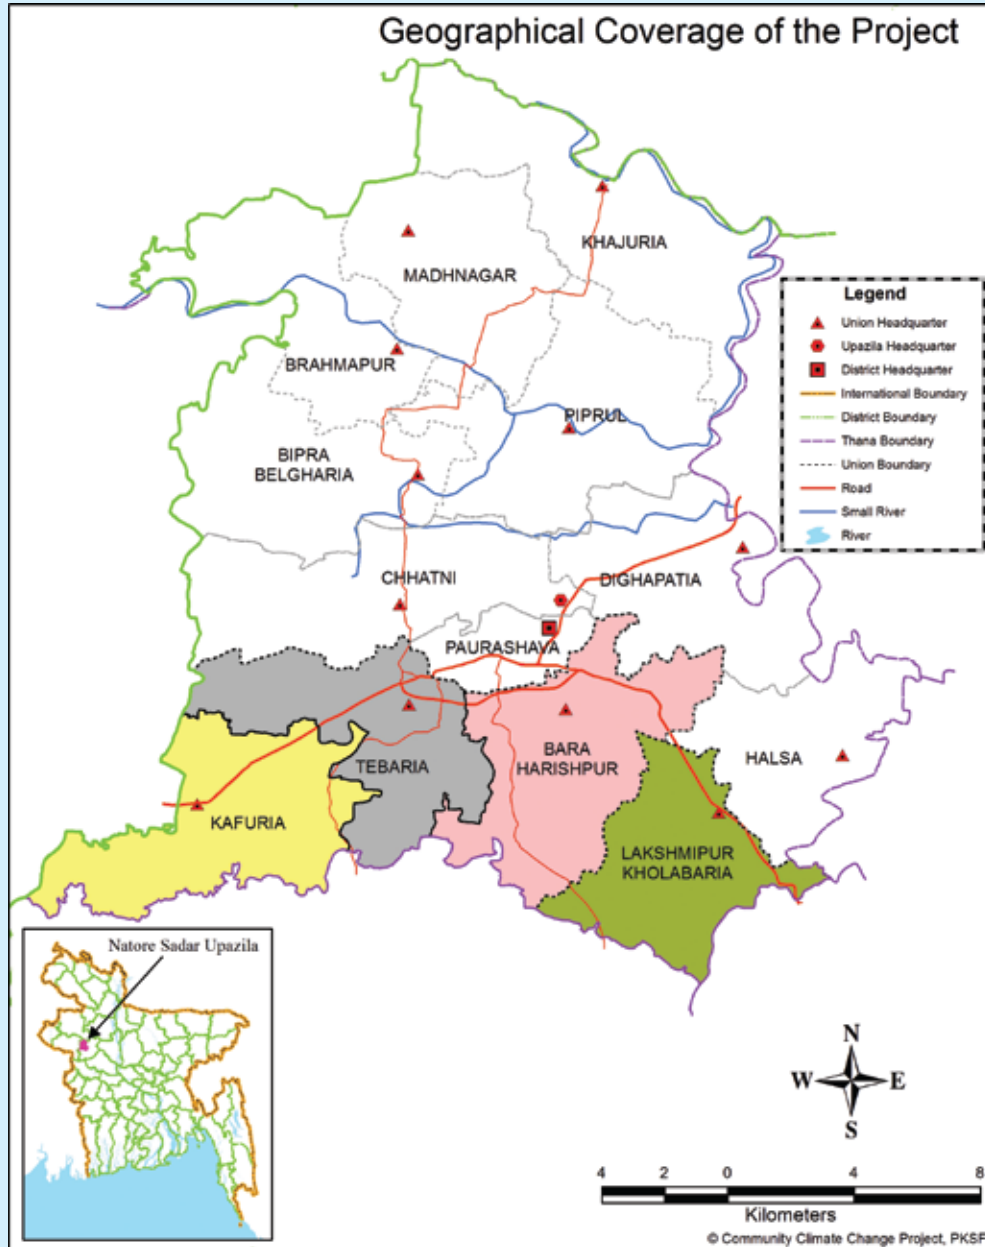 Geographical Coverage of the Project
KHAJURIA
MADHNAGAR
Legend
Union Headquarter
Upazila Headquarter
District Headquarter
International Boundary
District Boundary
Thana Boundary
Union Boundary
Road
Small River
River
BRAHMAPUR
PIPRUL
BIPRA
BELGHARIA
CHHATNI
DIGHAPATIA
PAURASHAVA
TEBARIA
BARA
HARISHPUR
HALSA
KAFURIA
LAKSHMIPUR
KHOLABARIA
Natore Sadar Upazila
N
W E
S
4 2 0 4 8
Kilometers
© Community Climate Change Project, PKSF